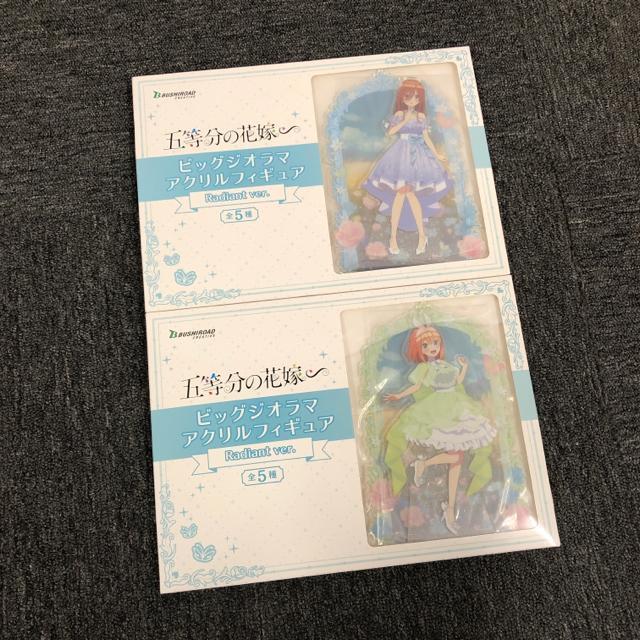 BUSHIROAD
CREATIVE
五等分の花嫁∽
ビッグジオラマ
アクリルフィギュア
Radiant ver.
全5種
BUSHIROAD
CREATIVE
五等分の花嫁∽
ビッグジオラマ
アクリルフィギュア
Radiant ver.
全5種